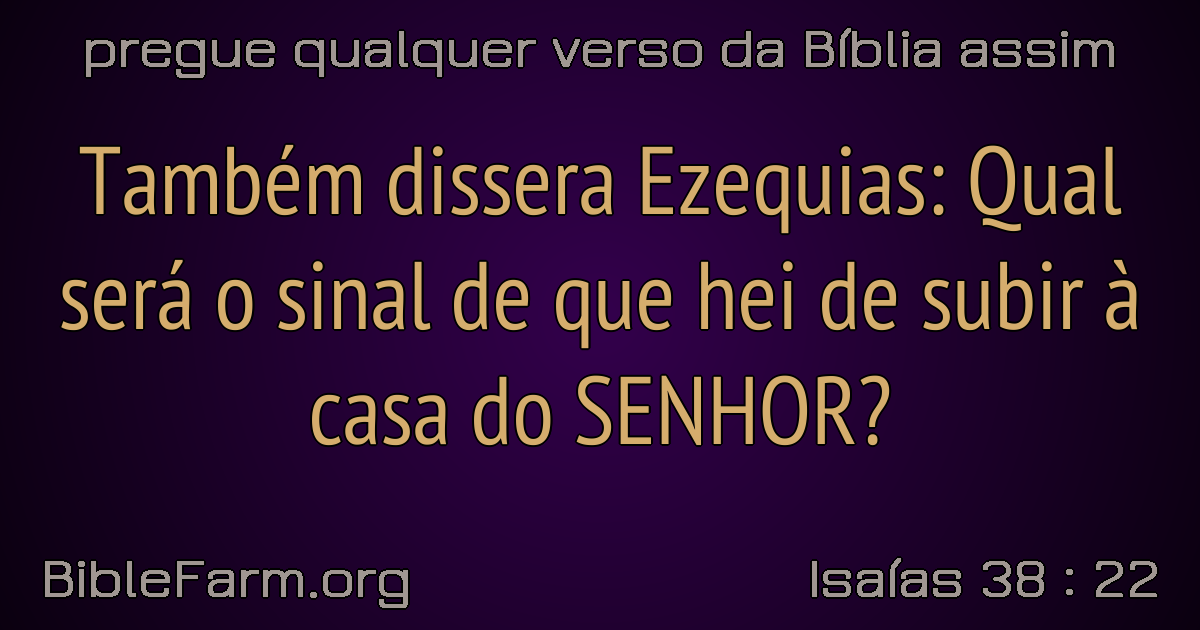 pregue qualquer verso da Bíblia assim
Também dissera Ezequias: Qual
será o sinal de que hei de subir à
casa do SENHOR?
BibleFarm.org
Isaías 38 : 22